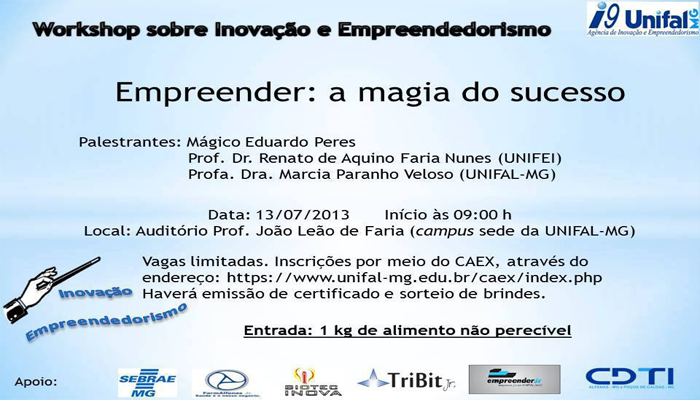 Workshop sobre Inovação e Empreendedorismo
i9 Unifal MG
Agência de Inovação e Empreendedorismo
Empreender: a magia do sucesso
Palestrantes: Mágico Eduardo Peres
Prof. Dr. Renato de Aquino Faria Nunes (UNIFEI)
Profa. Dra. Marcia Paranho Veloso (UNIFAL-MG)
Data: 13/07/2013 Início às 09:00 h
Local: Auditório Prof. João Leão de Faria (campus sede da UNIFAL-MG)
Vagas limitadas. Inscrições por meio do CAEX, através do
endereço: https://www.unifal-mg.edu.br/caex/index.php
Haverá emissão de certificado e sorteio de brindes.
Inovação
Empreendedorismo
Entrada: 1 kg de alimento não perecível
Apoio:
SEBRAE
MG
BIOTEC
INOVA
TriBit Jr.
empreender
CDTI